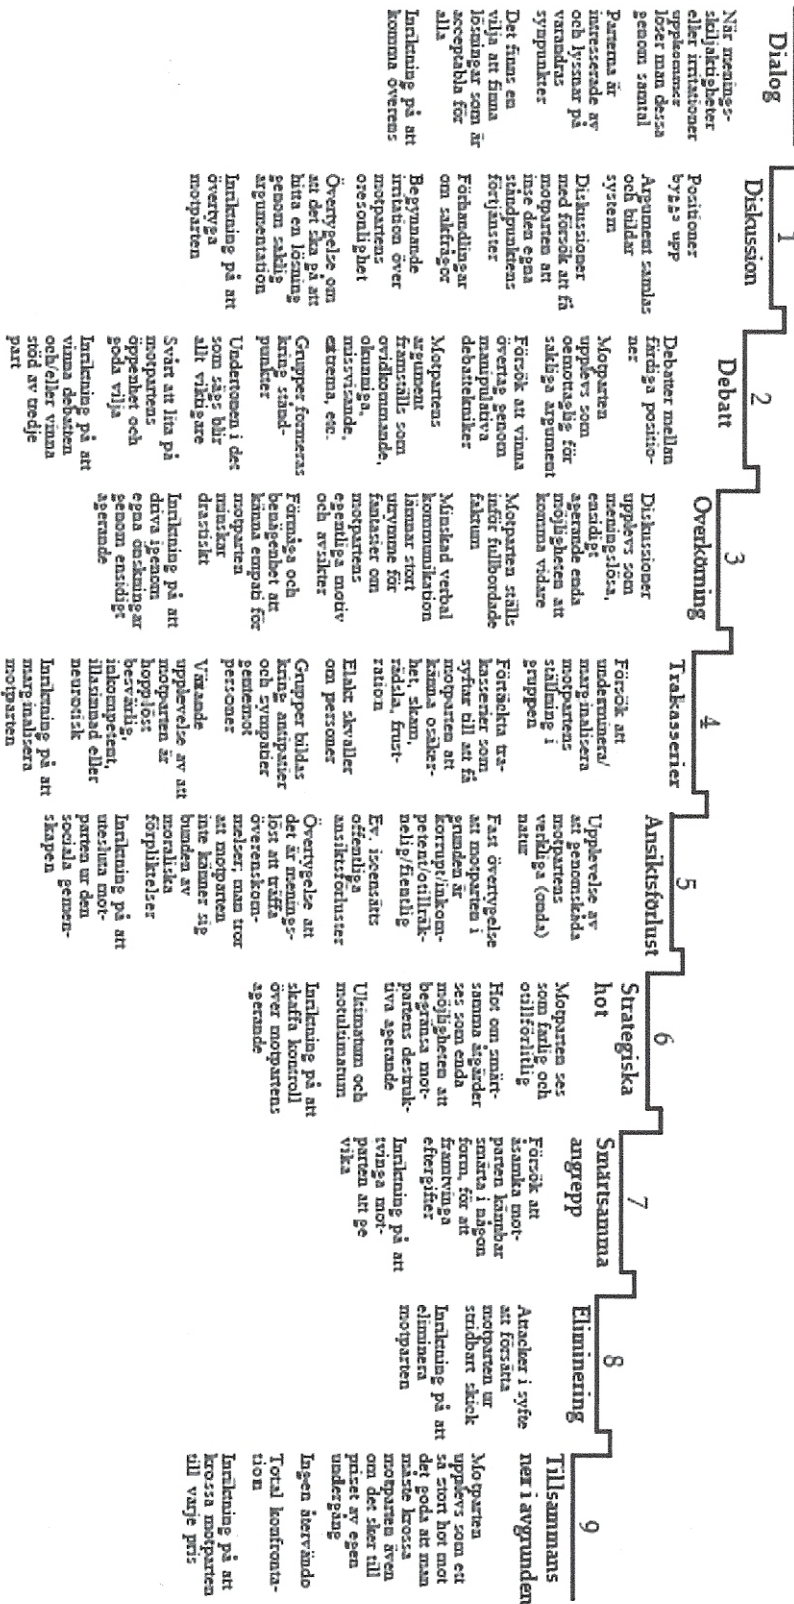 Dialog
När menings-
skiljaktigheter
eller irritationer
uppkommer
löser man dessa
genom samtal
Parterna är
intresserade av
och lyssnar på
varandras
synpunkter
Det finns en
vilja att finna
lösningar som är
acceptabla för
alla
Inriktning på att
komma överens
1
Diskussion
Positioner
byggs upp
Argument samlas
och bildar
system
Diskussioner
med försök att få
motparten att
inse den egna
ståndpunktens
förtjänster
Förhandlingar
om sakfrågor
Begynnande
irritation över
motpartens
oresonlighet
Övertygelse om
att det ska gå att
hitta en lösning
genom saklig
argumentation
Inriktning på att
övertyga
motparten
2
Debatt
Debatter mellan
färdiga positio-
ner
Motparten
upplevs som
oemottaglig för
sakliga argument
Försök att vinna
övertag genom
manipulativa
debattekniker
Motpartens
argument
framställs som
ovidkommande,
okunniga,
missvisande,
extrema, etc.
Grupper formeras
kring stånd-
punkter
Undertonen i det
som sägs blir
allt viktigare
Svårt att lita på
motpartens
öppenhet och
goda vilja
Inriktning på att
vinna debatten
och/eller vinna
stöd av tredje
part
3
Överkörning
Diskussioner
upplevs som
meningslösa,
ensidigt
agerande enda
möjligheten att
komma vidare
Motparten ställs
inför fullbordade
faktum
Minskad verbal
kommunikation
lämnar stort
utrymme för
fantasier om
motpartens
egentliga motiv
och avsikter
Förmåga och
benägenhet att
känna empati för
motparten
minskar
drastiskt
Inriktning på att
driva igenom
egna önskningar
genom ensidigt
agerande
4
Trakasserier
Försök att
underminera/
marginalisera
motpartens
ställning i
gruppen
Förtäckta tra-
kasserier som
syftar till att få
motparten att
känna osäker-
het, skam,
rädsla, frust-
ration
Elakt skvaller
om personer
Grupper bildas
kring antipatier
och sympatier
gentemot
personer
Växande
upplevelse av att
motparten är
hopplöst
besvärlig,
inkompetent,
illasinnad eller
neurotisk
Inriktning på att
marginalisera
motparten
5
Ansiktsförlust
Upplevelse av
att genomskåda
motpartens
verkliga (onda)
natur
Fast övertygelse
att motparten i
grunden är
korrupt/inkom-
petent/otillräk-
nelig/fientlig
Ev. iscensätts
offentliga
ansiktsförluster
Övertygelse att
det är menings-
löst att träffa
överenskom-
melser; man tror
att motparten
inte känner sig
bunden av
moraliska
förpliktelser
Inriktning på att
utesluta mot-
parten ur den
sociala gemen-
skapen
6
Strategiska
hot
Motparten ses
som farlig och
otillförlitlig
Hot om smärt-
samma åtgärder
ses som enda
möjligheten att
begränsa mot-
partens destruk-
tiva agerande
Ultimatum och
motultimatum
Inriktning på att
skaffa kontroll
över motpartens
agerande
7
Smärtsamma
angrepp
Försök att
åsamka mot-
parten kännbar
smärta i någon
form, för att
framtvinga
eftergifter
Inriktning på att
tvinga mot-
parten att ge
vika
8
Eliminering
Attacker i syfte
att försätta
motparten ur
stridbart skick
Inriktning på att
eliminera
motparten
9
Tillsammans
ner i avgrunden
Motparten
upplevs som ett
så stort hot mot
det goda att man
måste krossa
motparten även
om det sker till
priset av egen
undergång
Ingen återvändo
Total konfronta-
tion
Inriktning på att
krossa motparten
till varje pris